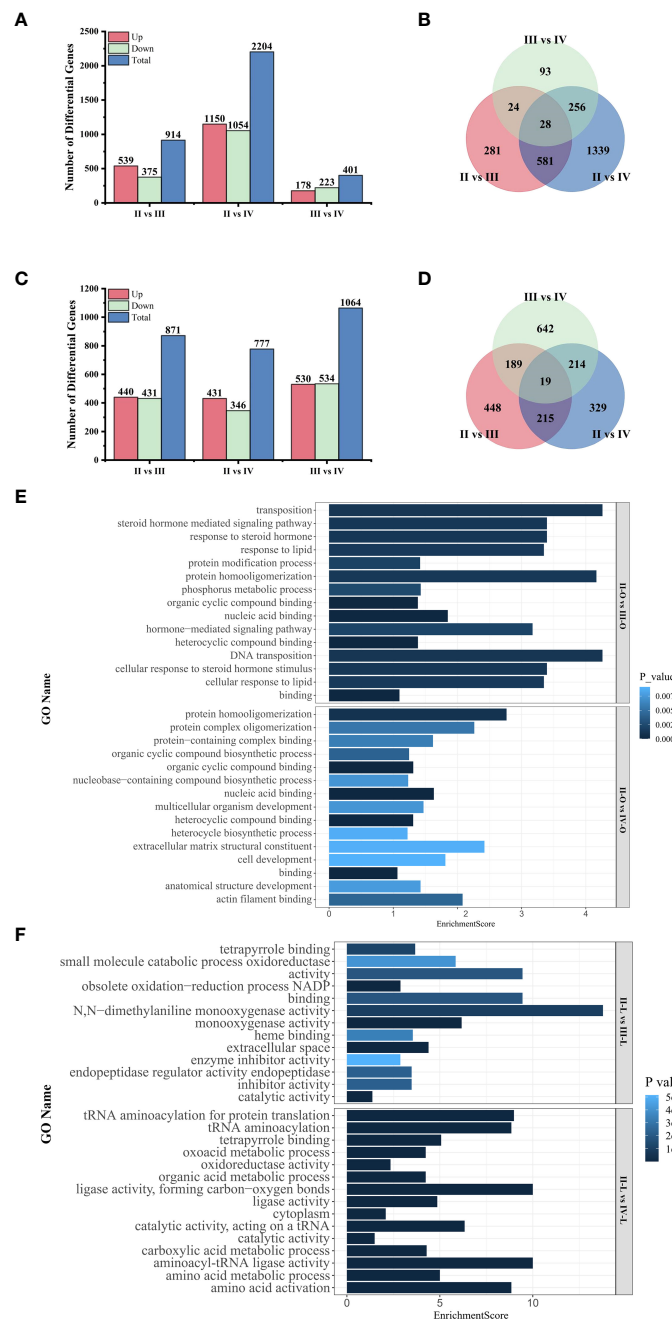 A
Up
Down
Total
Number of Differential Genes
2500
2000
1500
1000
500
0
539
375
914
1150
1054
2204
178
223
401
II vs III
II vs IV
III vs IV
B
III vs IV
93
24
256
28
281
581
1339
II vs III
II vs IV
C
Up
Down
Total
Number of Differential Genes
1200
1000
800
600
400
200
0
440
431
871
431
346
777
530
534
1064
II vs III
II vs IV
III vs IV
D
III vs IV
642
189
214
19
448
215
329
II vs III
II vs IV
E
GO Name
transposition
steroid hormone mediated signaling pathway
response to steroid hormone
response to lipid
protein modification process
protein homooligomerization
phosphorus metabolic process
organic cyclic compound binding
nucleic acid binding
hormone−mediated signaling pathway
heterocyclic compound binding
DNA transposition
cellular response to steroid hormone stimulus
cellular response to lipid
binding
II-O vs III-O
protein homooligomerization
protein complex oligomerization
protein−containing complex binding
organic cyclic compound biosynthetic process
organic cyclic compound binding
nucleobase−containing compound biosynthetic process
nucleic acid binding
multicellular organism development
heterocyclic compound binding
heterocycle biosynthetic process
extracellular matrix structural constituent
cell development
binding
anatomical structure development
actin filament binding
II-O vs IV-O
0
1
2
3
4
EnrichmentScore
P_value
0.007
0.005
0.002
0.000
F
GO Name
tetrapyrrole binding
small molecule catabolic process oxidoreductase
activity
obsolete oxidation−reduction process NADP
binding
N,N−dimethylaniline monooxygenase activity
monooxygenase activity
heme binding
extracellular space
enzyme inhibitor activity
endopeptidase regulator activity endopeptidase
inhibitor activity
catalytic activity
II-L vs III-L
tRNA aminoacylation for protein translation
tRNA aminoacylation
tetrapyrrole binding
oxoacid metabolic process
oxidoreductase activity
organic acid metabolic process
ligase activity, forming carbon−oxygen bonds
ligase activity
cytoplasm
catalytic activity, acting on a tRNA
catalytic activity
carboxylic acid metabolic process
aminoacyl−tRNA ligase activity
amino acid metabolic process
amino acid activation
II-L vs IV-L
0
5
10
EnrichmentScore
P val
5e
4e
3e
2e
1e